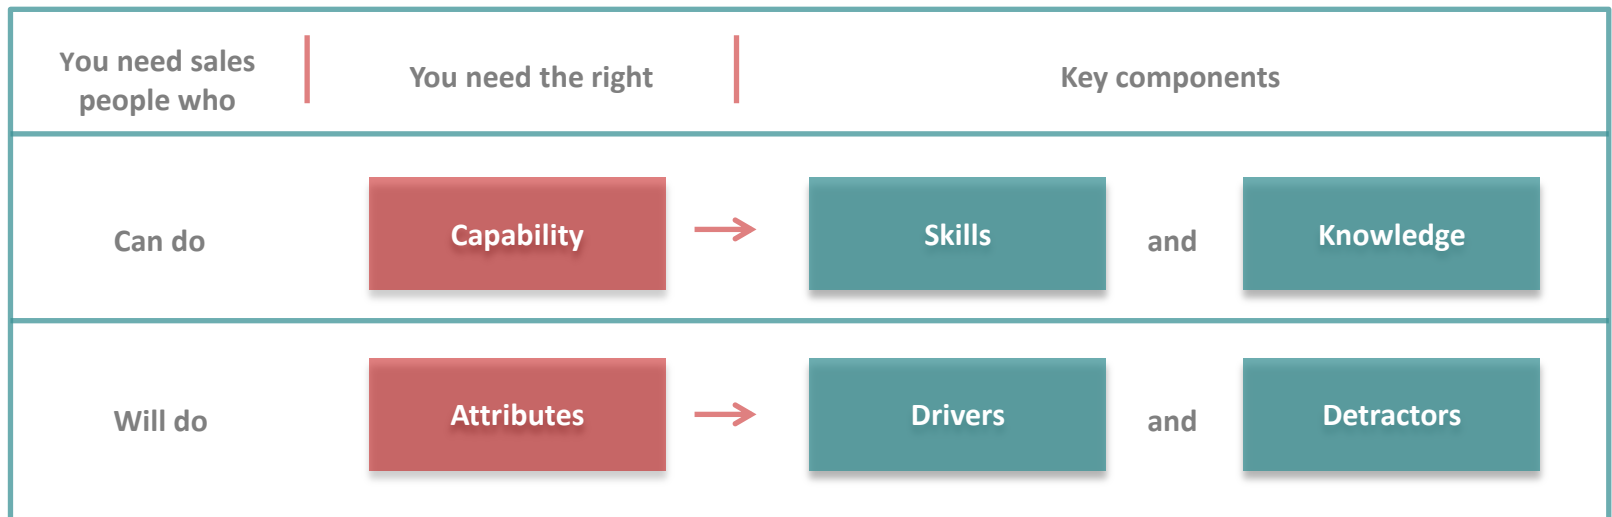 You need sales
people who
You need the right
Key components
Can do
Capability
Skills
and
Knowledge
Will do
Attributes
Drivers
and
Detractors